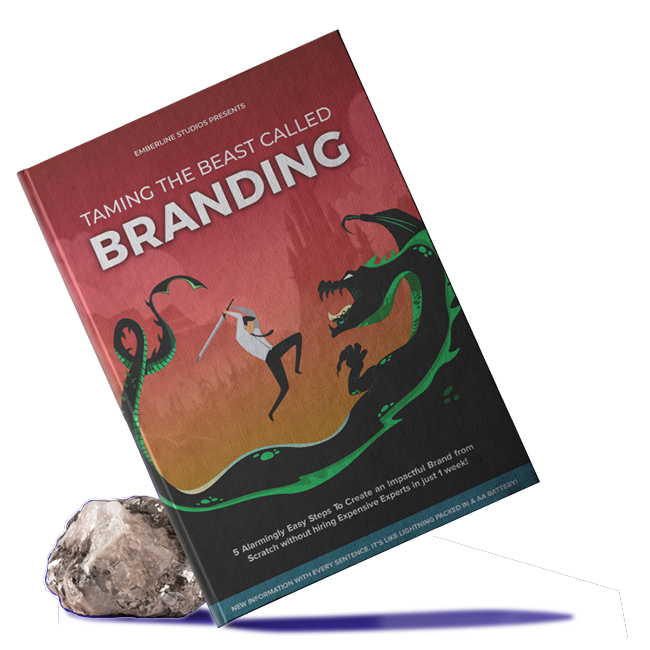 EMBERLINE STUDIOS PRESENTS
TAMING THE BEAST CALLED
BRANDING
5 Alarmingly Easy Steps To Create an Impactful Brand from
Scratch without hiring Expensive Experts in just 1 week!
NEW INFORMATION WITH EVERY SENTENCE. IT'S LIKE LIGHTNING PACKED IN A AA BATTERY!